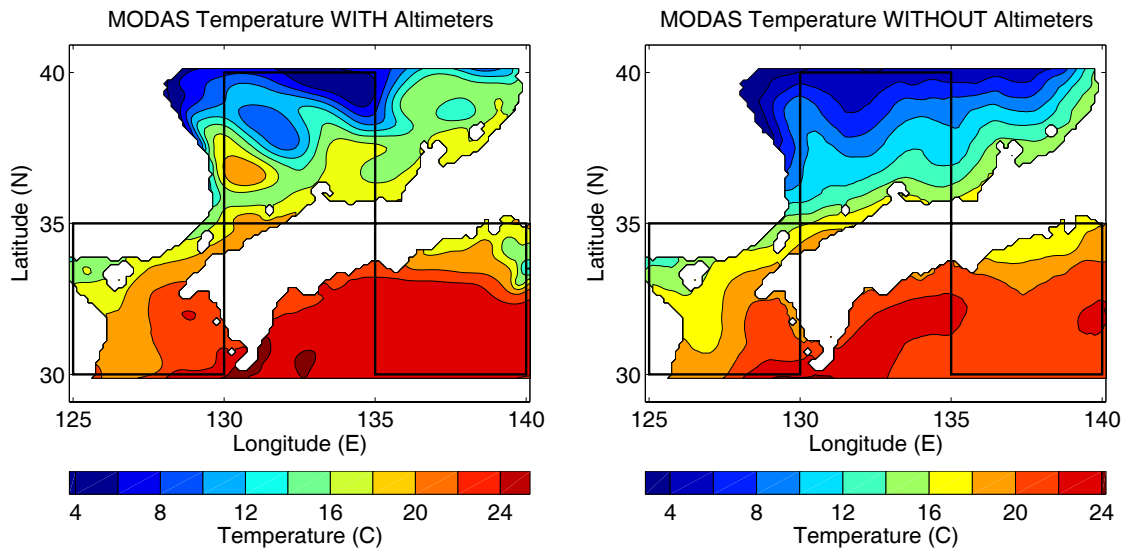 MODAS Temperature WITH Altimeters
40
35
30
Latitude (N)
125 130 135 140
Longitude (E)
4 8 12 16 20 24
Temperature (C)
MODAS Temperature WITHOUT Altimeters
40
35
30
Latitude (N)
125 130 135 140
Longitude (E)
4 8 12 16 20 24
Temperature (C)